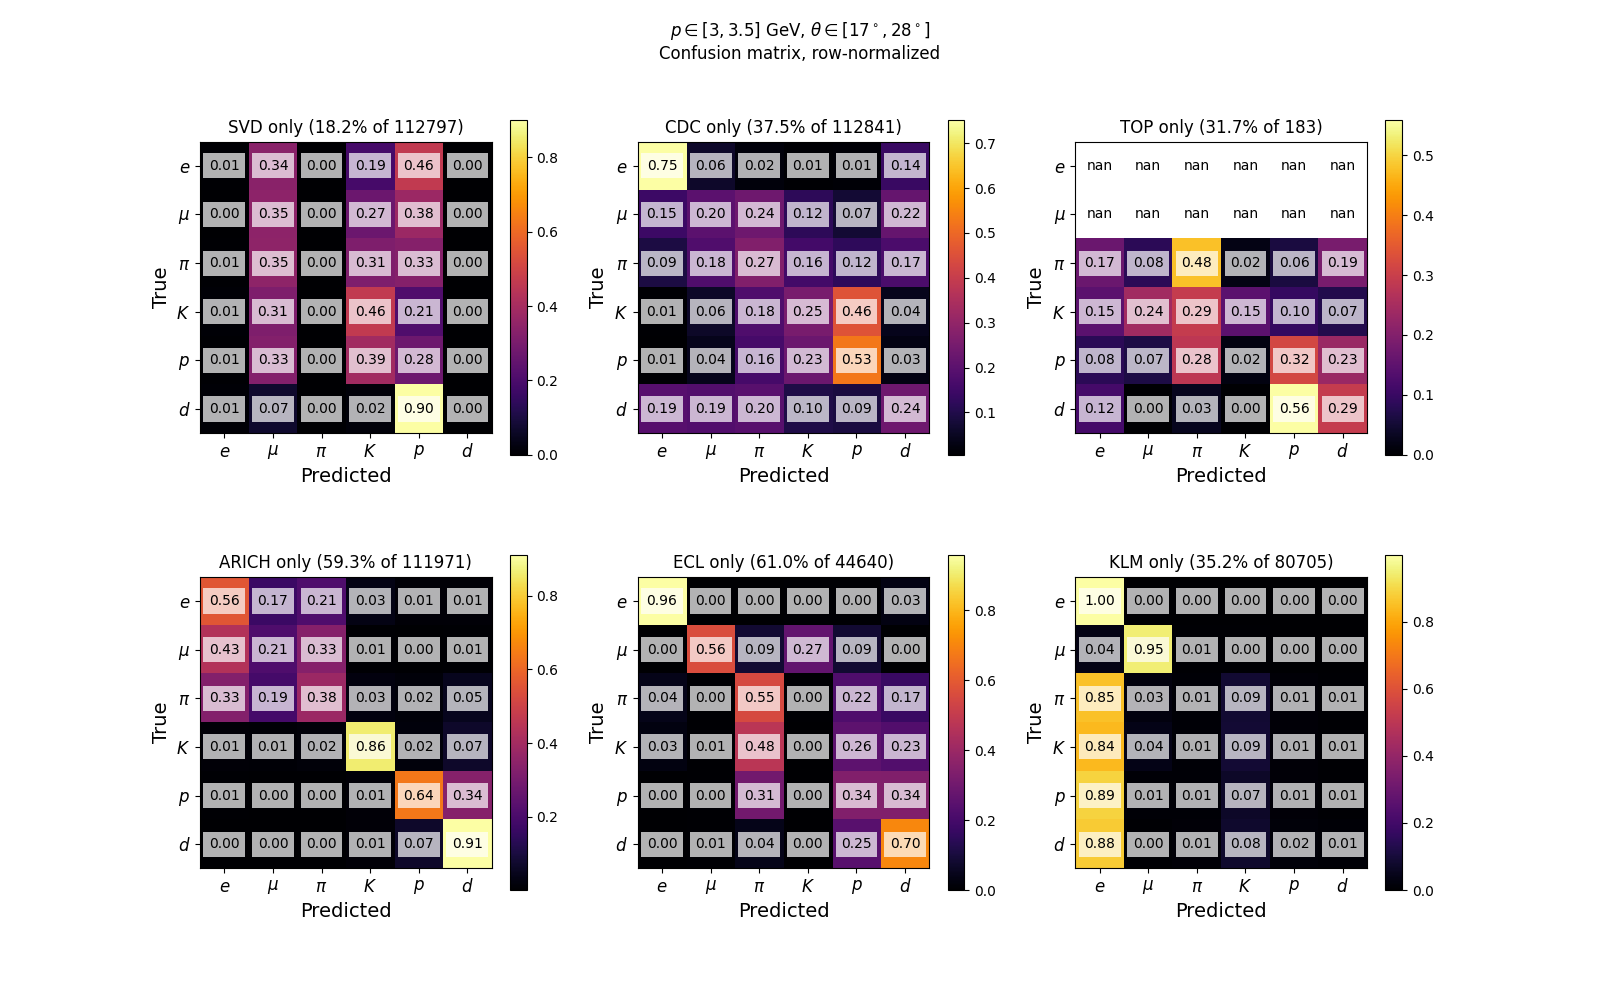 p ∈ [3, 3.5] GeV, θ ∈ [17°, 28°]
Confusion matrix, row-normalized
SVD only (18.2% of 112797)
True
e 0.01 0.34 0.00 0.19 0.46 0.00
μ 0.00 0.35 0.00 0.27 0.38 0.00
π 0.01 0.35 0.00 0.31 0.33 0.00
K 0.01 0.31 0.00 0.46 0.21 0.00
p 0.01 0.33 0.00 0.39 0.28 0.00
d 0.01 0.07 0.00 0.02 0.90 0.00
e μ π K p d
Predicted
0.8
0.6
0.4
0.2
0.0
CDC only (37.5% of 112841)
True
e 0.75 0.06 0.02 0.01 0.01 0.14
μ 0.15 0.20 0.24 0.12 0.07 0.22
π 0.09 0.18 0.27 0.16 0.12 0.17
K 0.01 0.06 0.18 0.25 0.46 0.04
p 0.01 0.04 0.16 0.23 0.53 0.03
d 0.19 0.19 0.20 0.10 0.09 0.24
e μ π K p d
Predicted
0.7
0.6
0.5
0.4
0.3
0.2
0.1
TOP only (31.7% of 183)
True
e nan nan nan nan nan nan
μ nan nan nan nan nan nan
π 0.17 0.08 0.48 0.02 0.06 0.19
K 0.15 0.24 0.29 0.15 0.10 0.07
p 0.08 0.07 0.28 0.02 0.32 0.23
d 0.12 0.00 0.03 0.00 0.56 0.29
e μ π K p d
Predicted
0.5
0.4
0.3
0.2
0.1
0.0
ARICH only (59.3% of 111971)
True
e 0.56 0.17 0.21 0.03 0.01 0.01
μ 0.43 0.21 0.33 0.01 0.00 0.01
π 0.33 0.19 0.38 0.03 0.02 0.05
K 0.01 0.01 0.02 0.86 0.02 0.07
p 0.01 0.00 0.00 0.01 0.64 0.34
d 0.00 0.00 0.00 0.01 0.07 0.91
e μ π K p d
Predicted
0.8
0.6
0.4
0.2
ECL only (61.0% of 44640)
True
e 0.96 0.00 0.00 0.00 0.00 0.03
μ 0.00 0.56 0.09 0.27 0.09 0.00
π 0.04 0.00 0.55 0.00 0.22 0.17
K 0.03 0.01 0.48 0.00 0.26 0.23
p 0.00 0.00 0.31 0.00 0.34 0.34
d 0.00 0.01 0.04 0.00 0.25 0.70
e μ π K p d
Predicted
0.8
0.6
0.4
0.2
0.0
KLM only (35.2% of 80705)
True
e 1.00 0.00 0.00 0.00 0.00 0.00
μ 0.04 0.95 0.01 0.00 0.00 0.00
π 0.85 0.03 0.01 0.09 0.01 0.01
K 0.84 0.04 0.01 0.09 0.01 0.01
p 0.89 0.01 0.01 0.07 0.01 0.01
d 0.88 0.00 0.01 0.08 0.02 0.01
e μ π K p d
Predicted
0.8
0.6
0.4
0.2
0.0